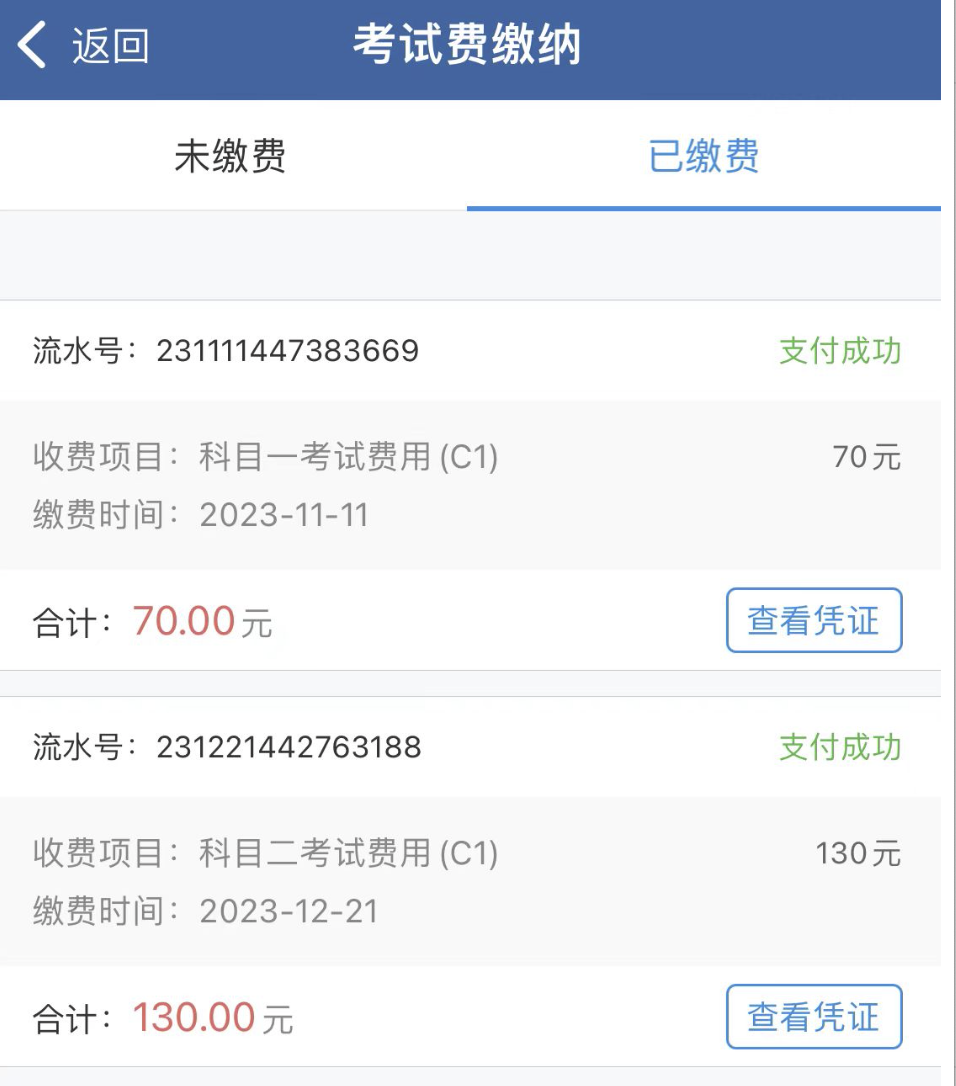 返回 考试费缴纳
未缴费 已缴费
流水号：231111447383669 支付成功
收费项目：科目一考试费用(C1) 70元
缴费时间：2023-11-11
合计：70.00元 查看凭证
流水号：231221442763188 支付成功
收费项目：科目二考试费用(C1) 130元
缴费时间：2023-12-21
合计：130.00元 查看凭证